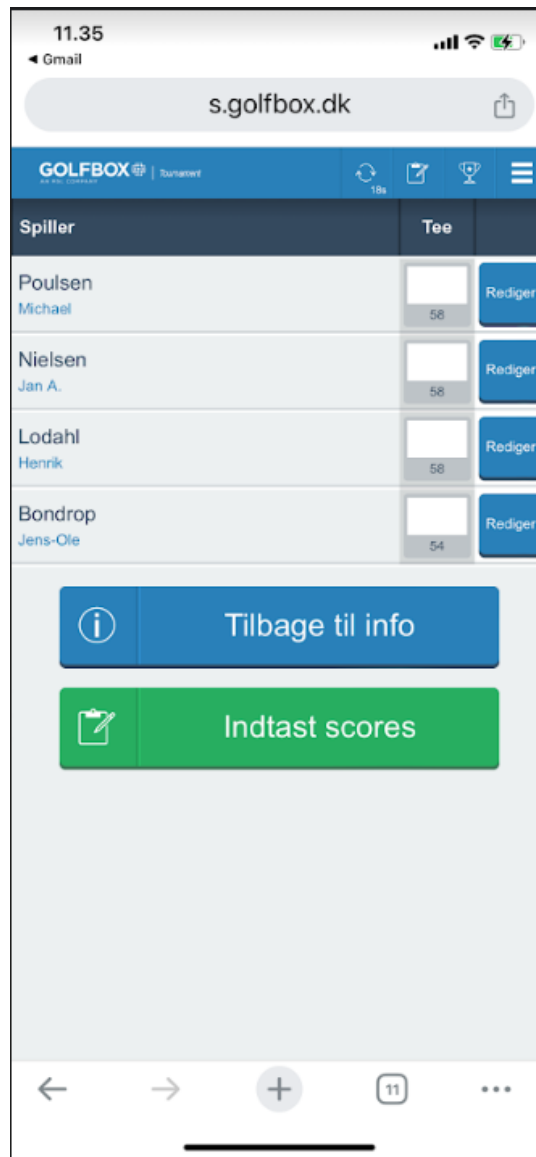 11.35
◄ Gmail
s.golfbox.dk
GOLFBOX | Tournament
18s
Spiller Tee
Poulsen
Michael
58
Rediger
Nielsen
Jan A.
58
Rediger
Lodahl
Henrik
58
Rediger
Bondrop
Jens-Ole
54
Rediger
Tilbage til info
Indtast scores
11